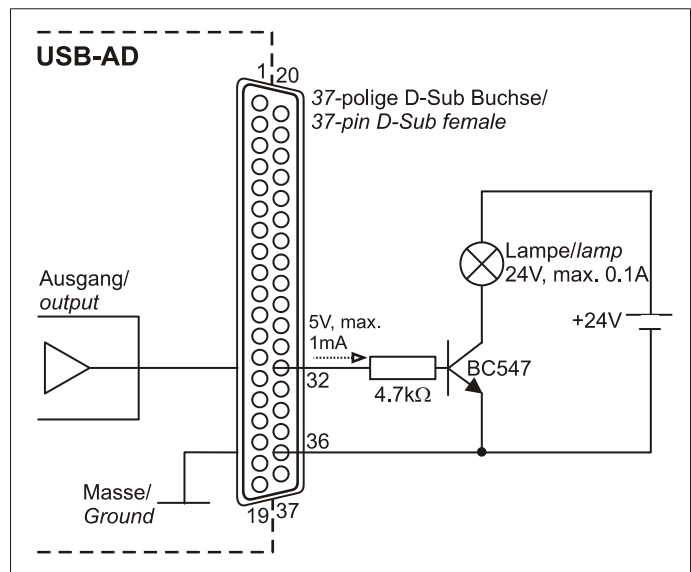 USB-AD
1 20
37-polige D-Sub Buchse/
37-pin D-Sub female
Lampe/lamp
24V, max. 0.1A
Ausgang/
output
5V, max.
1mA
+24V
32
4.7kΩ
BC547
36
Masse/
Ground
19 37